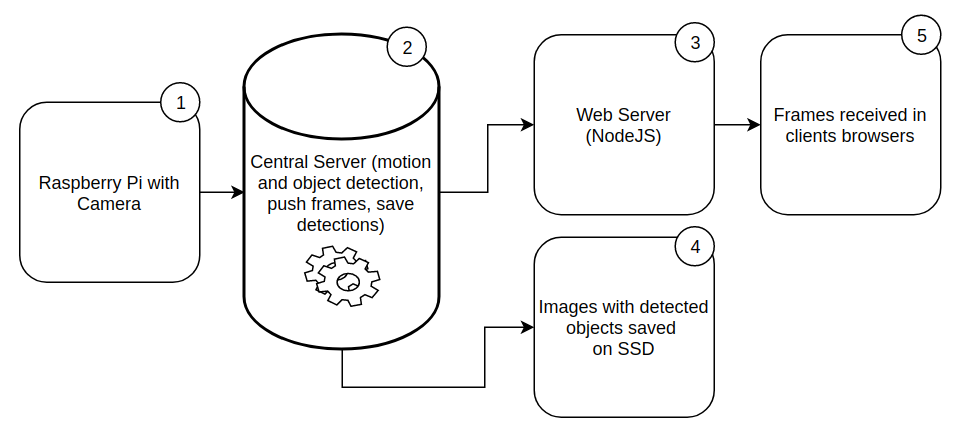 1
Raspberry Pi with
Camera
2
Central Server (motion
and object detection,
push frames, save
detections)
3
Web Server
(NodeJS)
4
Images with detected
objects saved
on SSD
5
Frames received in
clients browsers